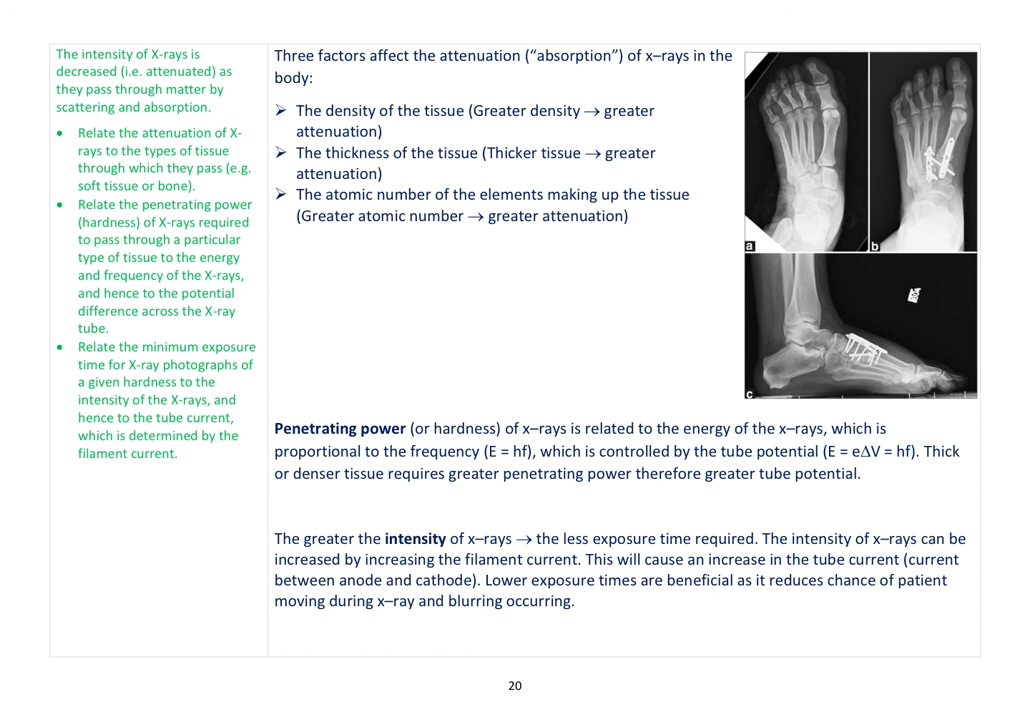 The intensity of X-rays is
decreased (i.e. attenuated) as
they pass through matter by
scattering and absorption.
• Relate the attenuation of X-
rays to the types of tissue
through which they pass (e.g.
soft tissue or bone).
• Relate the penetrating power
(hardness) of X-rays required
to pass through a particular
type of tissue to the energy
and frequency of the X-rays,
and hence to the potential
difference across the X-ray
tube.
• Relate the minimum exposure
time for X-ray photographs of
a given hardness to the
intensity of the X-rays, and
hence to the tube current,
which is determined by the
filament current.
Three factors affect the attenuation (“absorption”) of x–rays in the
body:
➢ The density of the tissue (Greater density → greater
attenuation)
➢ The thickness of the tissue (Thicker tissue → greater
attenuation)
➢ The atomic number of the elements making up the tissue
(Greater atomic number → greater attenuation)
a
b
c
Penetrating power (or hardness) of x–rays is related to the energy of the x–rays, which is
proportional to the frequency (E = hf), which is controlled by the tube potential (E = e∆V = hf). Thick
or denser tissue requires greater penetrating power therefore greater tube potential.
The greater the intensity of x–rays → the less exposure time required. The intensity of x–rays can be
increased by increasing the filament current. This will cause an increase in the tube current (current
between anode and cathode). Lower exposure times are beneficial as it reduces chance of patient
moving during x–ray and blurring occurring.
20